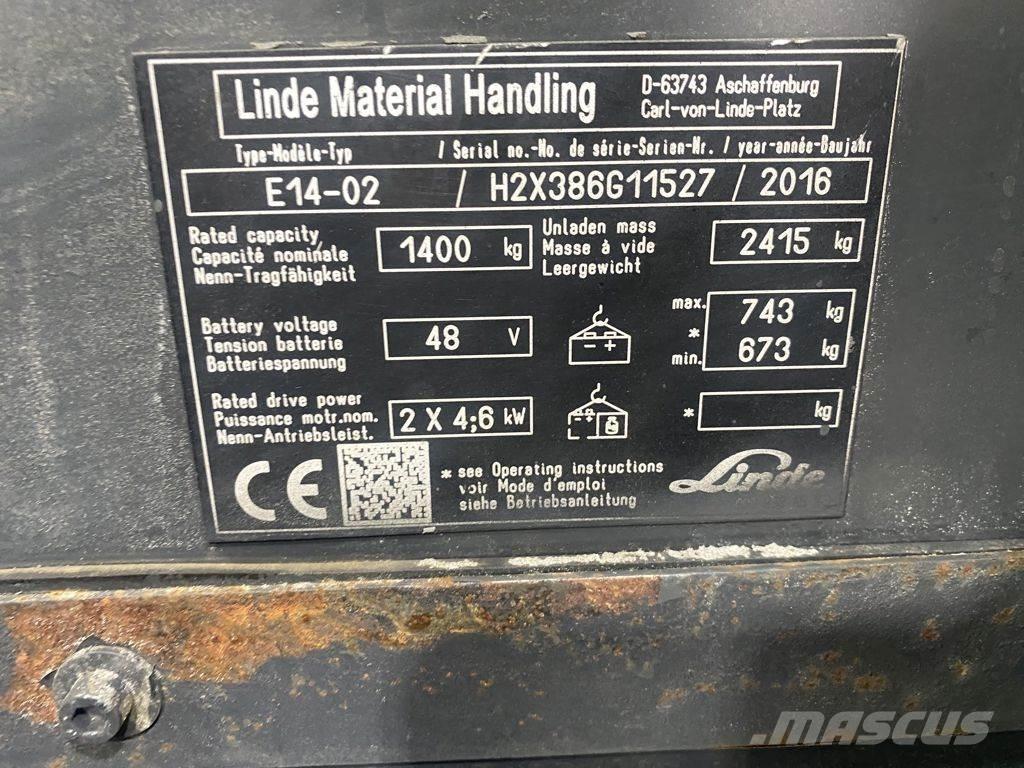 Linde Material Handling
D-63743 Aschaffenburg
Carl-von-Linde-Platz
Type-Modèle-Typ / Serial no.-No. de série-Serien-Nr. / year-année-Baujahr
E14-02 / H2X386G11527 / 2016
Rated capacity
Capacité nominale
Nenn-Tragfähigkeit
1400 kg
Unladen mass
Masse à vide
Leergewicht
2415 kg
Battery voltage
Tension batterie
Batteriespannung
48 V
- +
max. 743 kg
*
min. 673 kg
Rated drive power
Puissance motr.nom.
Nenn-Antriebsleist.
2 X 4;6 kW
* kg
CE
* see Operating instructions
voir Mode d'emploi
siehe Betriebsanleitung
Linde
MASCUS